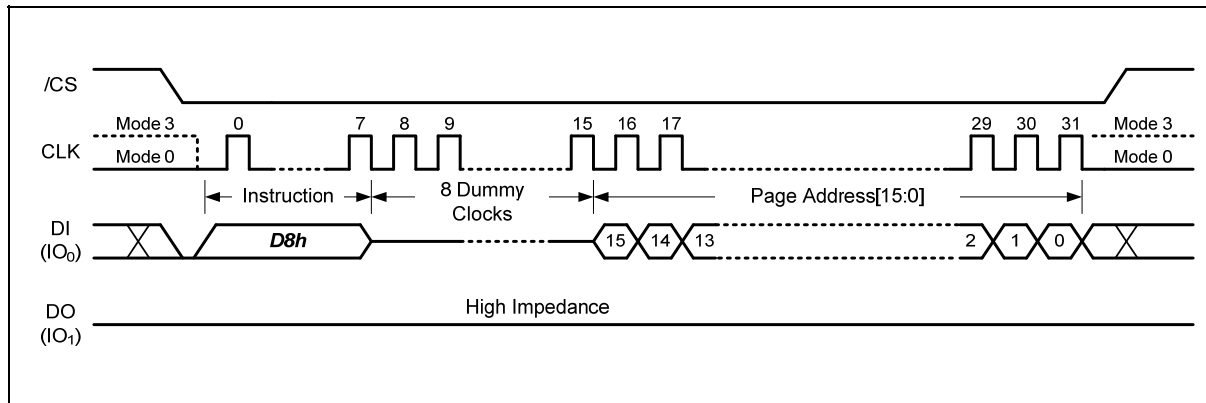 /CS
Mode 3 0 7 8 9 15 16 17 29 30 31 Mode 3
CLK
Mode 0 Mode 0
Instruction 8 Dummy Clocks Page Address[15:0]
DI
(IO0)
D8h 15 14 13 2 1 0
High Impedance
DO
(IO1)